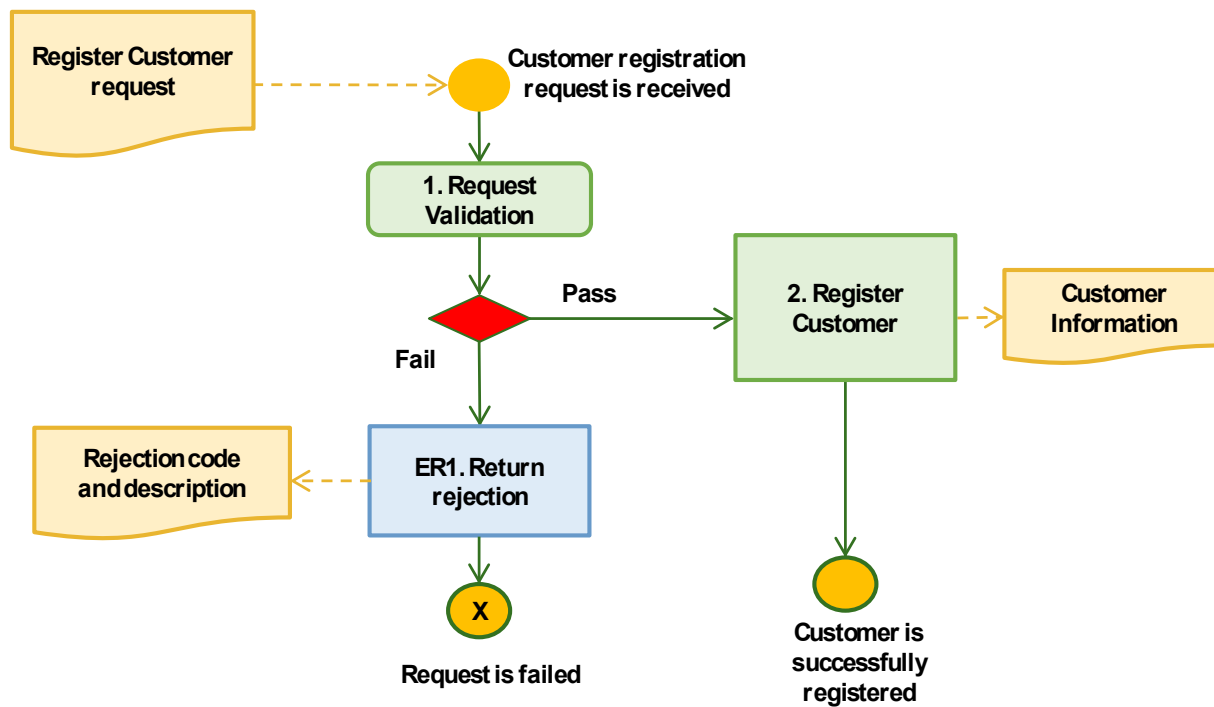 Register Customer
request
Customer registration
request is received
1. Request
Validation
Pass
2. Register
Customer
Customer
Information
Fail
Rejection code
and description
ER1. Return
rejection
X
Request is failed
Customer is
successfully
registered